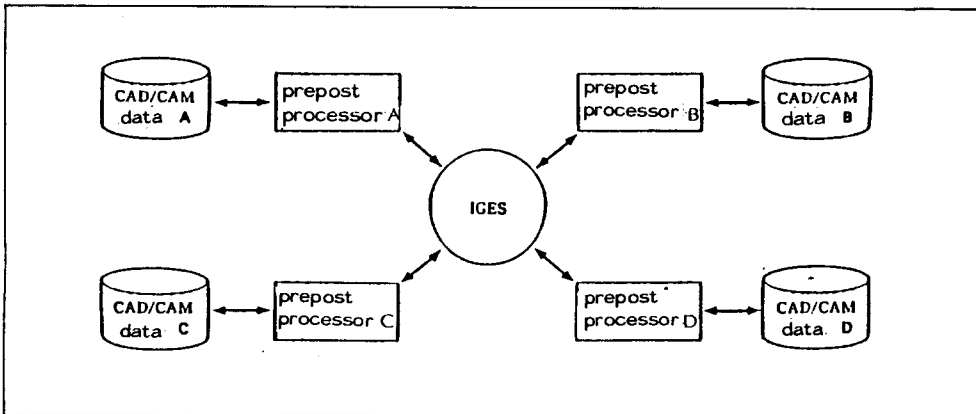 CAD/CAM
data A
prepost
processor A
prepost
processor B
CAD/CAM
data B
IGES
CAD/CAM
data C
prepost
processor C
prepost
processor D
CAD/CAM
data D